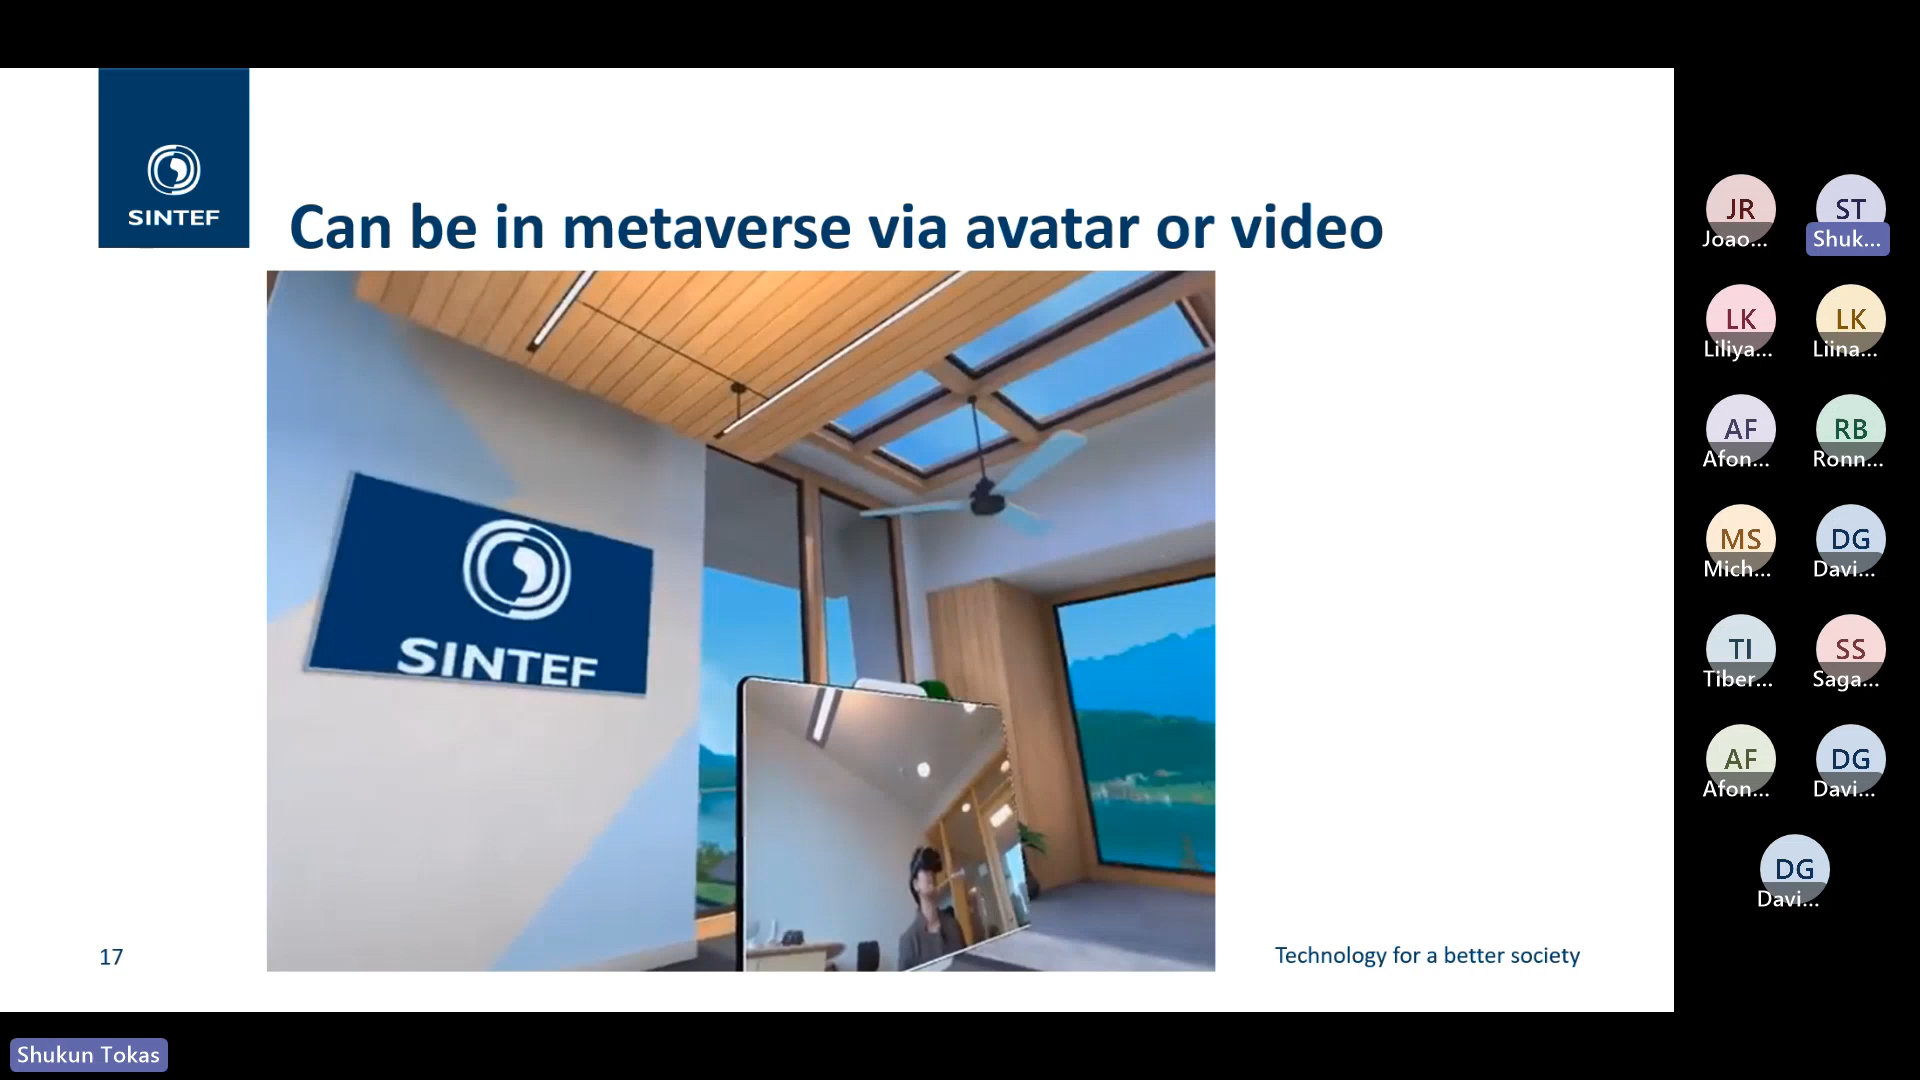 SINTEF
Can be in metaverse via avatar or video
SINTEF
17
Technology for a better society
Shukun Tokas
JR
Joao...
ST
Shuk...
LK
Liliya...
LK
Liina...
AF
Afon...
RB
Ronn...
MS
Mich...
DG
Davi...
TI
Tiber...
SS
Saga...
AF
Afon...
DG
Davi...
DG
Davi...